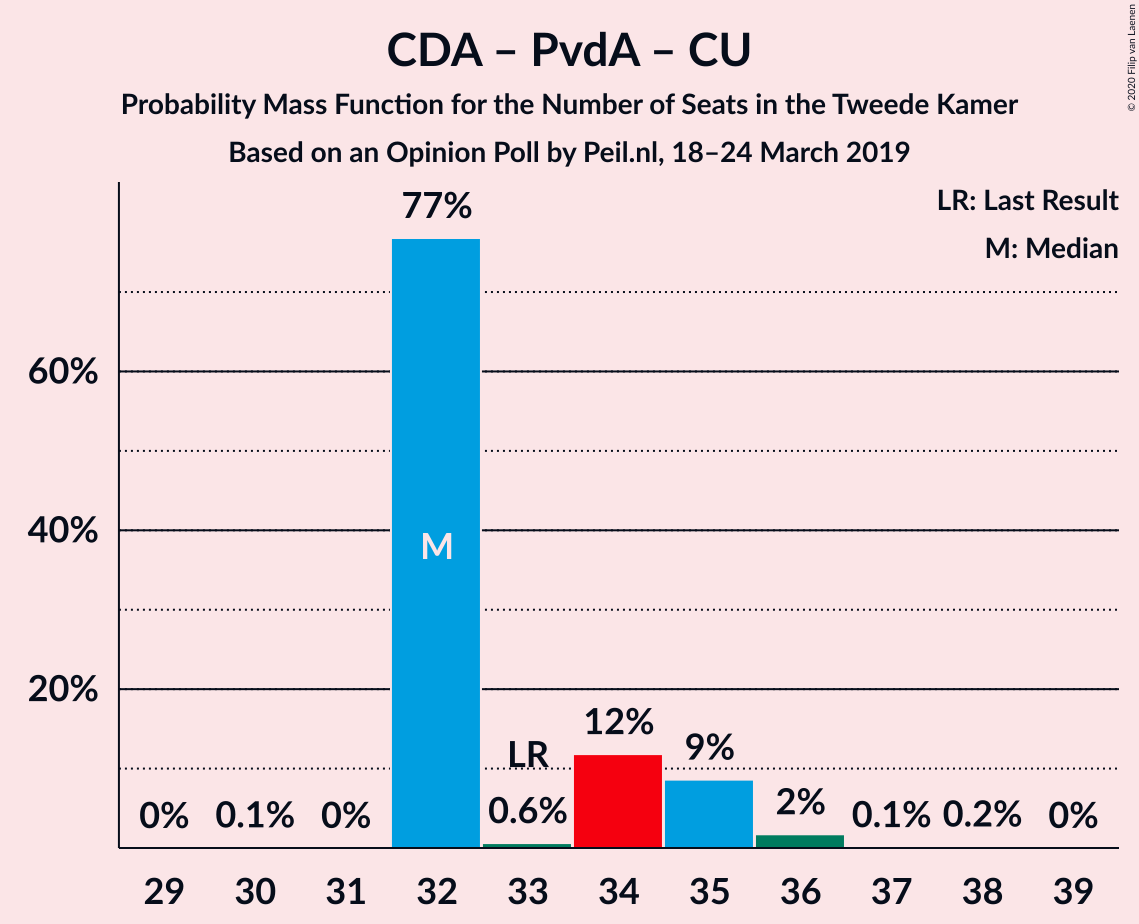 CDA – PvdA – CU
Probability Mass Function for the Number of Seats in the Tweede Kamer
Based on an Opinion Poll by Peil.nl, 18–24 March 2019
© 2020 Filip van Laenen
LR: Last Result
M: Median
60%
40%
20%
0%
0.1%
0%
77%
M
LR
0.6%
12%
9%
2%
0.1%
0.2%
0%
29 30 31 32 33 34 35 36 37 38 39